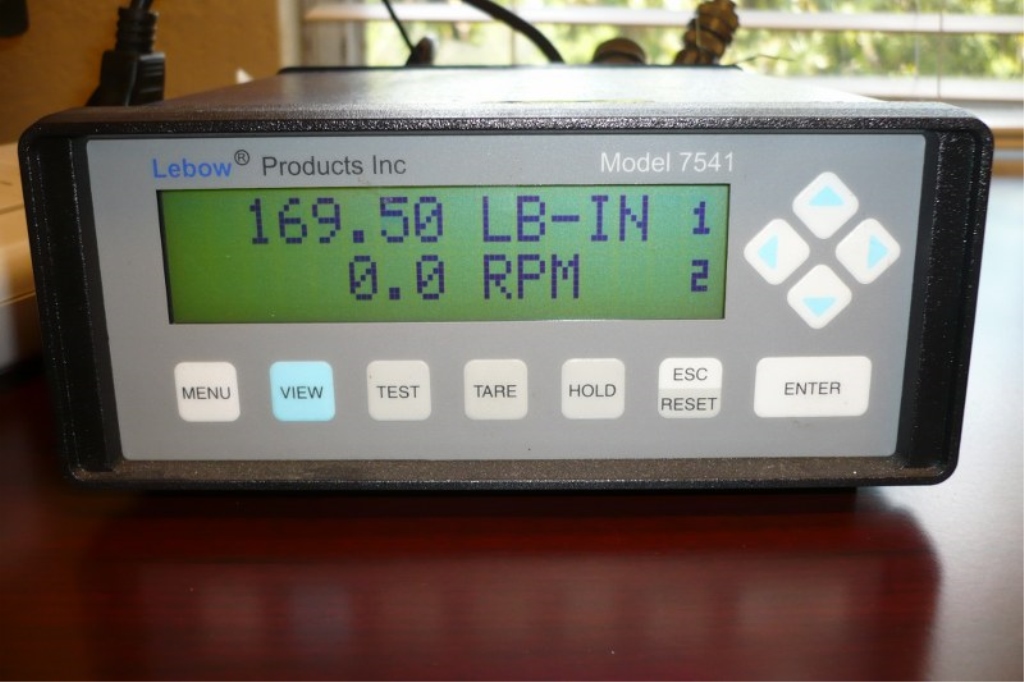 Lebow® Products Inc Model 7541
169.50 LB-IN 1
0.0 RPM 2
MENU VIEW TEST TARE HOLD ESC RESET ENTER